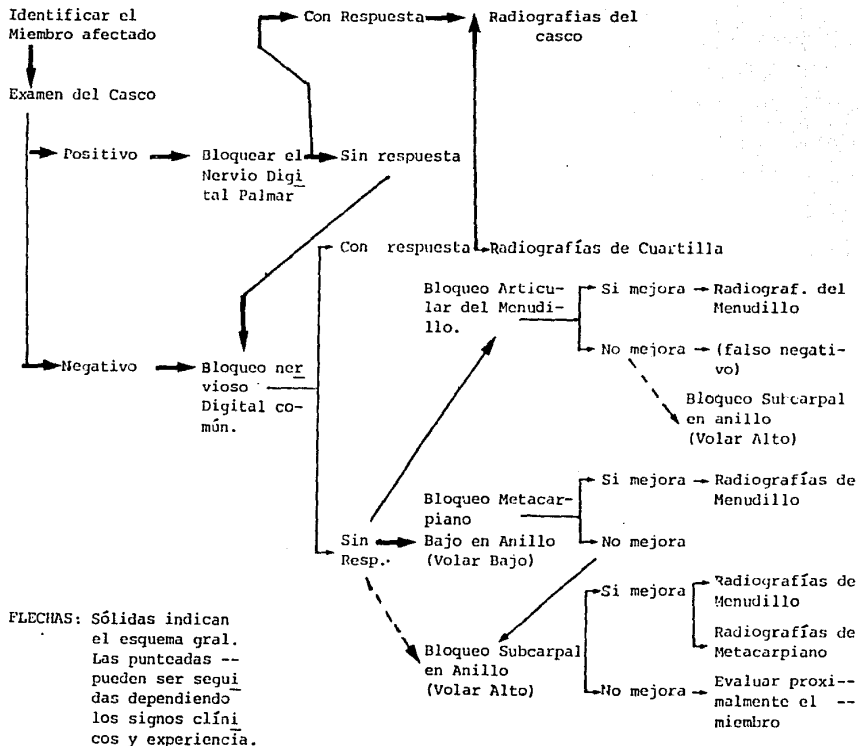 Identificar el
Miembro afectado
Con Respuesta
Radiografias del
casco
Examen del Casco
Positivo
Bloquear el
Nervio Digi
tal Palmar
Sin respuesta
Con respuesta
Radiografías de Cuartilla
Bloqueo Articu-
lar del Menudi-
llo.
Si mejora
Radiograf. del
Menudillo
No mejora
(falso negati-
vo)
Bloqueo Subcarpal
en anillo
(Volar Alto)
Negativo
Bloqueo ner
vioso
Digital co-
mún.
Sin
Resp.
Bloqueo Metacar-
piano
Bajo en Anillo
(Volar Bajo)
Si mejora
Radiografías de
Menudillo
No mejora
Bloqueo Subcarpal
en Anillo
(Volar Alto)
Si mejora
Radiografías de
Menudillo
Radiografías de
Metacarpiano
No mejora
Evaluar proxi--
malmente el --
miembro
FLECHAS: Sólidas indican
el esquema gral.
Las punteadas --
pueden ser segui
das dependiendo
los signos clíni
cos y experiencia.